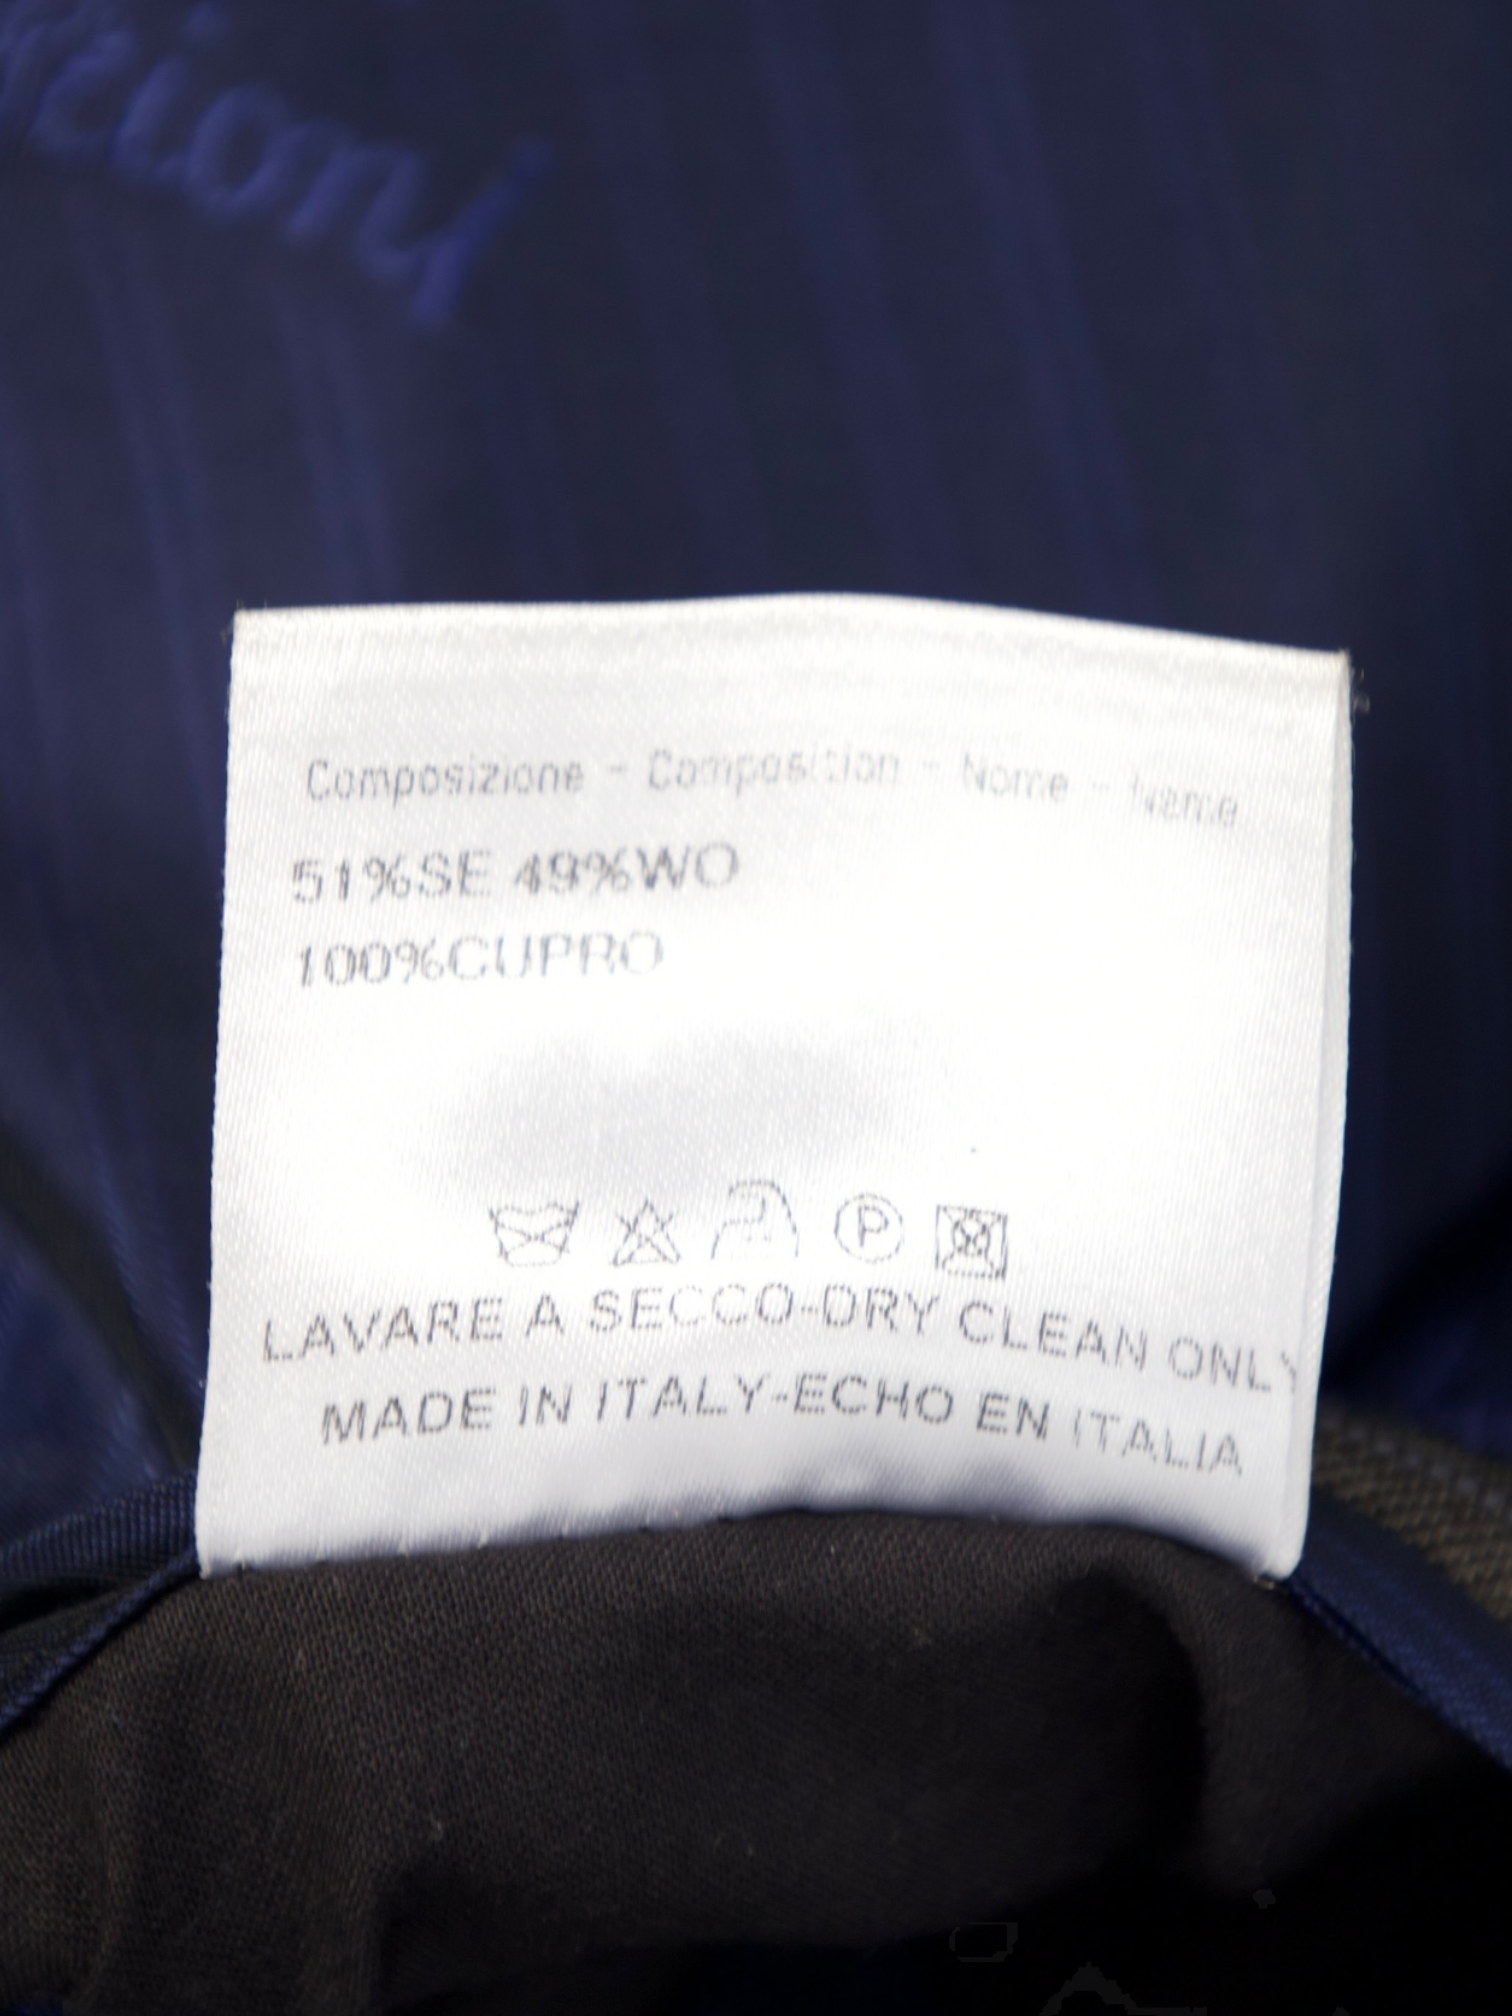 Composizione - Composition - Nome - Name
51%SE 49%WO
100%CUPRO
P
LAVARE A SECCO-DRY CLEAN ONLY
MADE IN ITALY-ECHO EN ITALIA